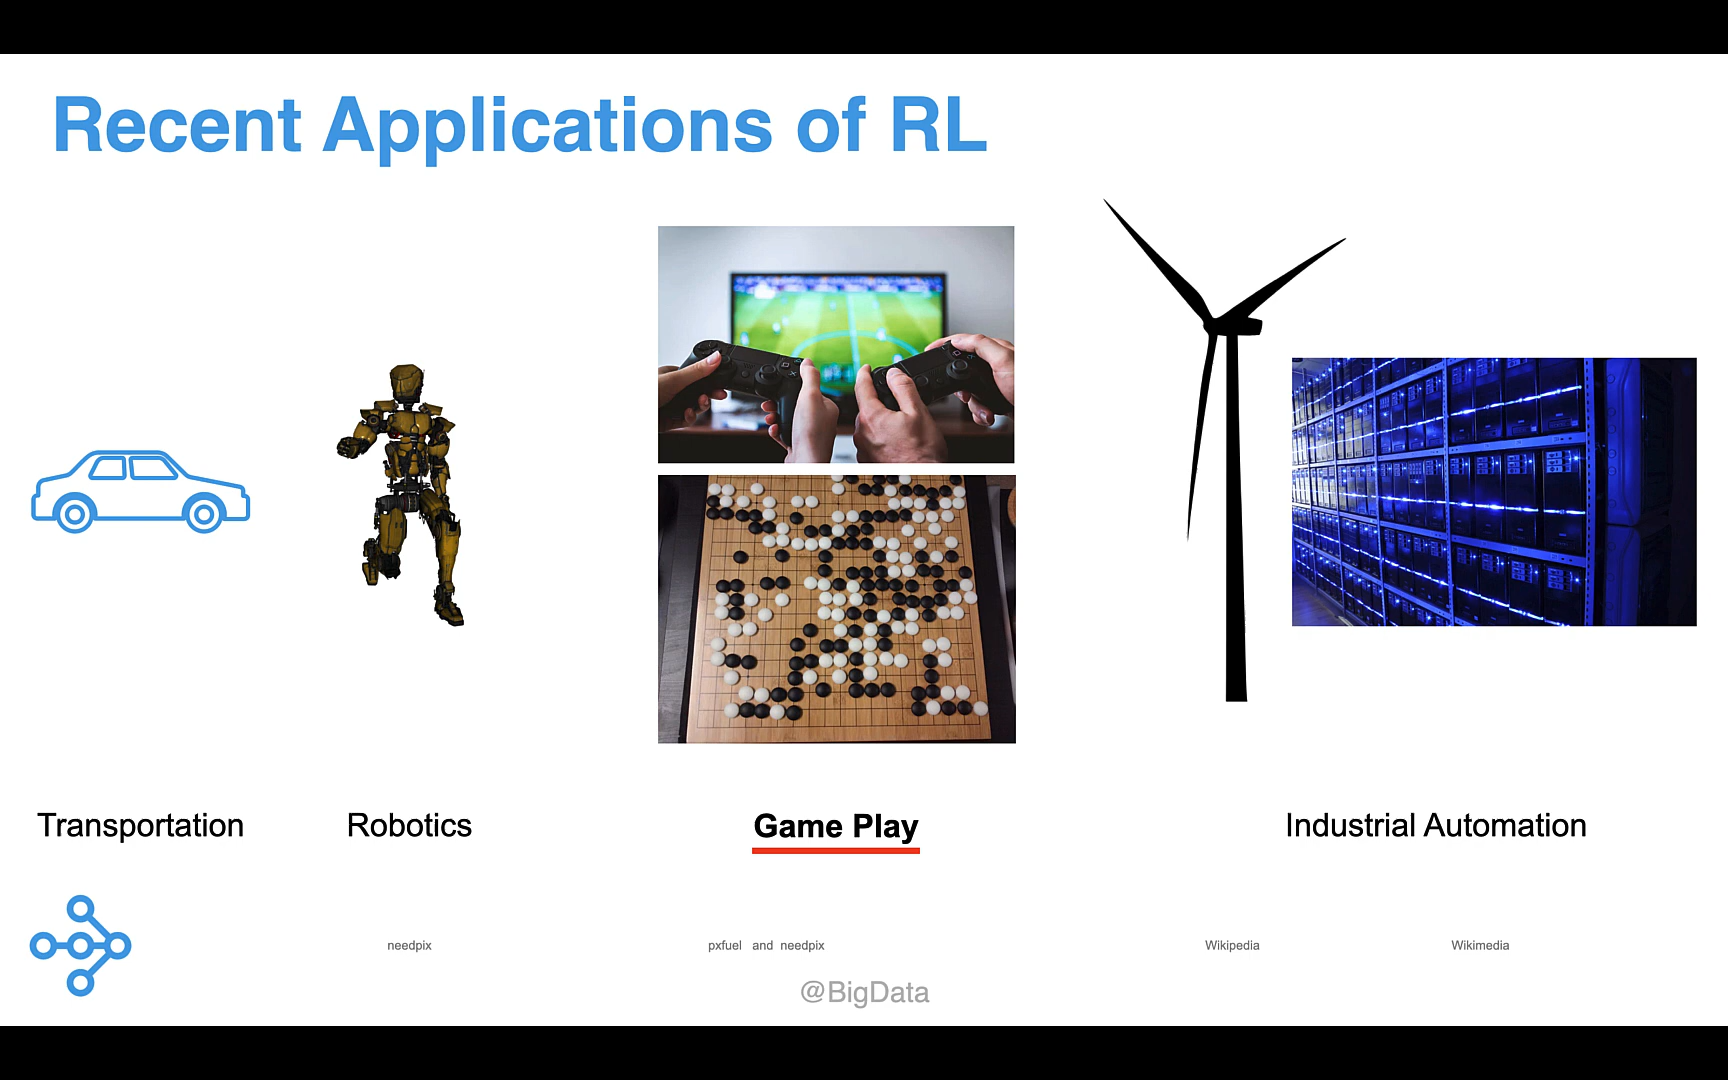 Recent Applications of RL
Transportation
Robotics
Game Play
Industrial Automation
needpix
pxfuel and needpix
Wikipedia
Wikimedia
@BigData